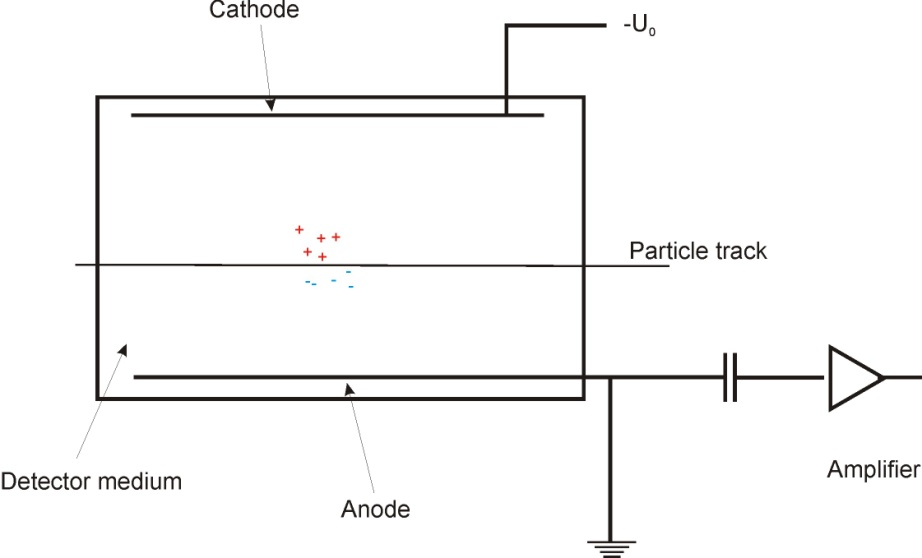 Cathode
-U₀
Particle track
Detector medium
Anode
Amplifier